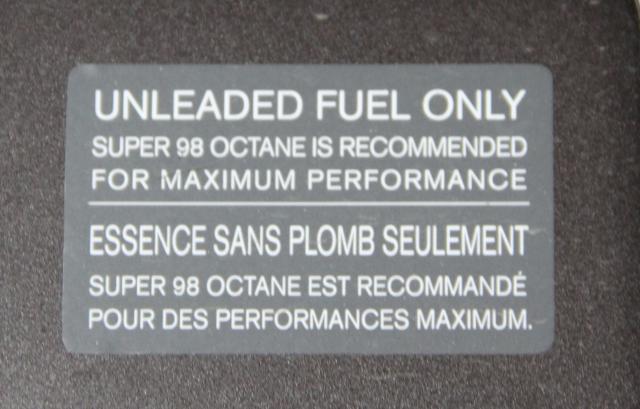 UNLEADED FUEL ONLY
SUPER 98 OCTANE IS RECOMMENDED
FOR MAXIMUM PERFORMANCE
ESSENCE SANS PLOMB SEULEMENT
SUPER 98 OCTANE EST RECOMMANDÉ
POUR DES PERFORMANCES MAXIMUM.